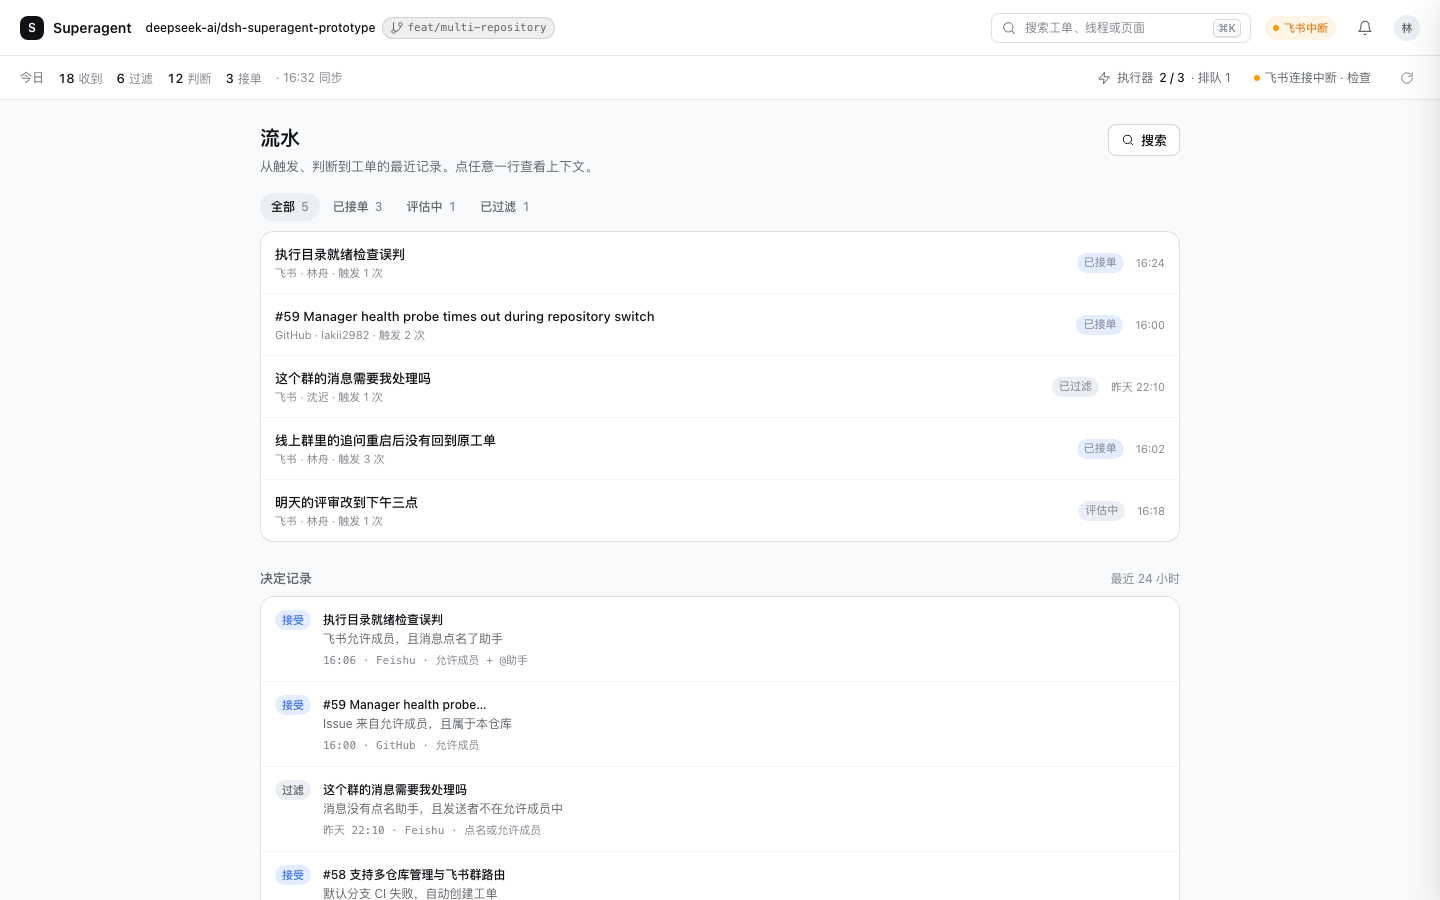 S Superagent deepseek-ai/dsh-superagent-prototype feat/multi-repository 搜索工单、线程或页面 ⌘K 飞书中断 林
今日 18 收到 6 过滤 12 判断 3 接单 · 16:32 同步 执行器 2 / 3 · 排队 1 飞书连接中断 · 检查
流水 搜索
从触发、判断到工单的最近记录。点任意一行查看上下文。
全部 5 已接单 3 评估中 1 已过滤 1
执行目录就绪检查误判 已接单 16:24
飞书 · 林舟 · 触发 1 次
#59 Manager health probe times out during repository switch 已接单 16:00
GitHub · lakii2982 · 触发 2 次
这个群的消息需要我处理吗 已过滤 昨天 22:10
飞书 · 沈迟 · 触发 1 次
线上群里的追问重启后没有回到原工单 已接单 16:02
飞书 · 林舟 · 触发 3 次
明天的评审改到下午三点 评估中 16:18
飞书 · 林舟 · 触发 1 次
决定记录 最近 24 小时
接受 执行目录就绪检查误判
飞书允许成员，且消息点名了助手
16:06 · Feishu · 允许成员 + @助手
接受 #59 Manager health probe…
Issue 来自允许成员，且属于本仓库
16:00 · GitHub · 允许成员
过滤 这个群的消息需要我处理吗
消息没有点名助手，且发送者不在允许成员中
昨天 22:10 · Feishu · 点名或允许成员
接受 #58 支持多仓库管理与飞书群路由
默认分支 CI 失败，自动创建工单